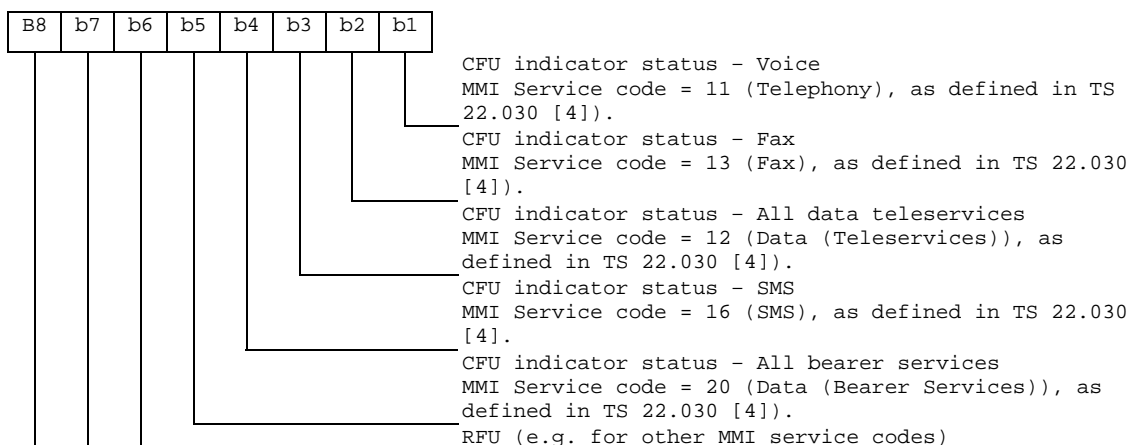 B8 b7 b6 b5 b4 b3 b2 b1
CFU indicator status – Voice
MMI Service code = 11 (Telephony), as defined in TS
22.030 [4]).
CFU indicator status – Fax
MMI Service code = 13 (Fax), as defined in TS 22.030
[4]).
CFU indicator status – All data teleservices
MMI Service code = 12 (Data (Teleservices)), as
defined in TS 22.030 [4]).
CFU indicator status – SMS
MMI Service code = 16 (SMS), as defined in TS 22.030
[4].
CFU indicator status – All bearer services
MMI Service code = 20 (Data (Bearer Services)), as
defined in TS 22.030 [4]).
RFU (e.g. for other MMI service codes)